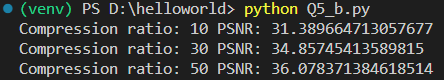 (venv) PS D:\helloworld> python Q5_b.py
Compression ratio: 10 PSNR: 31.389664713057677
Compression ratio: 30 PSNR: 34.85745413589815
Compression ratio: 50 PSNR: 36.078371384618514